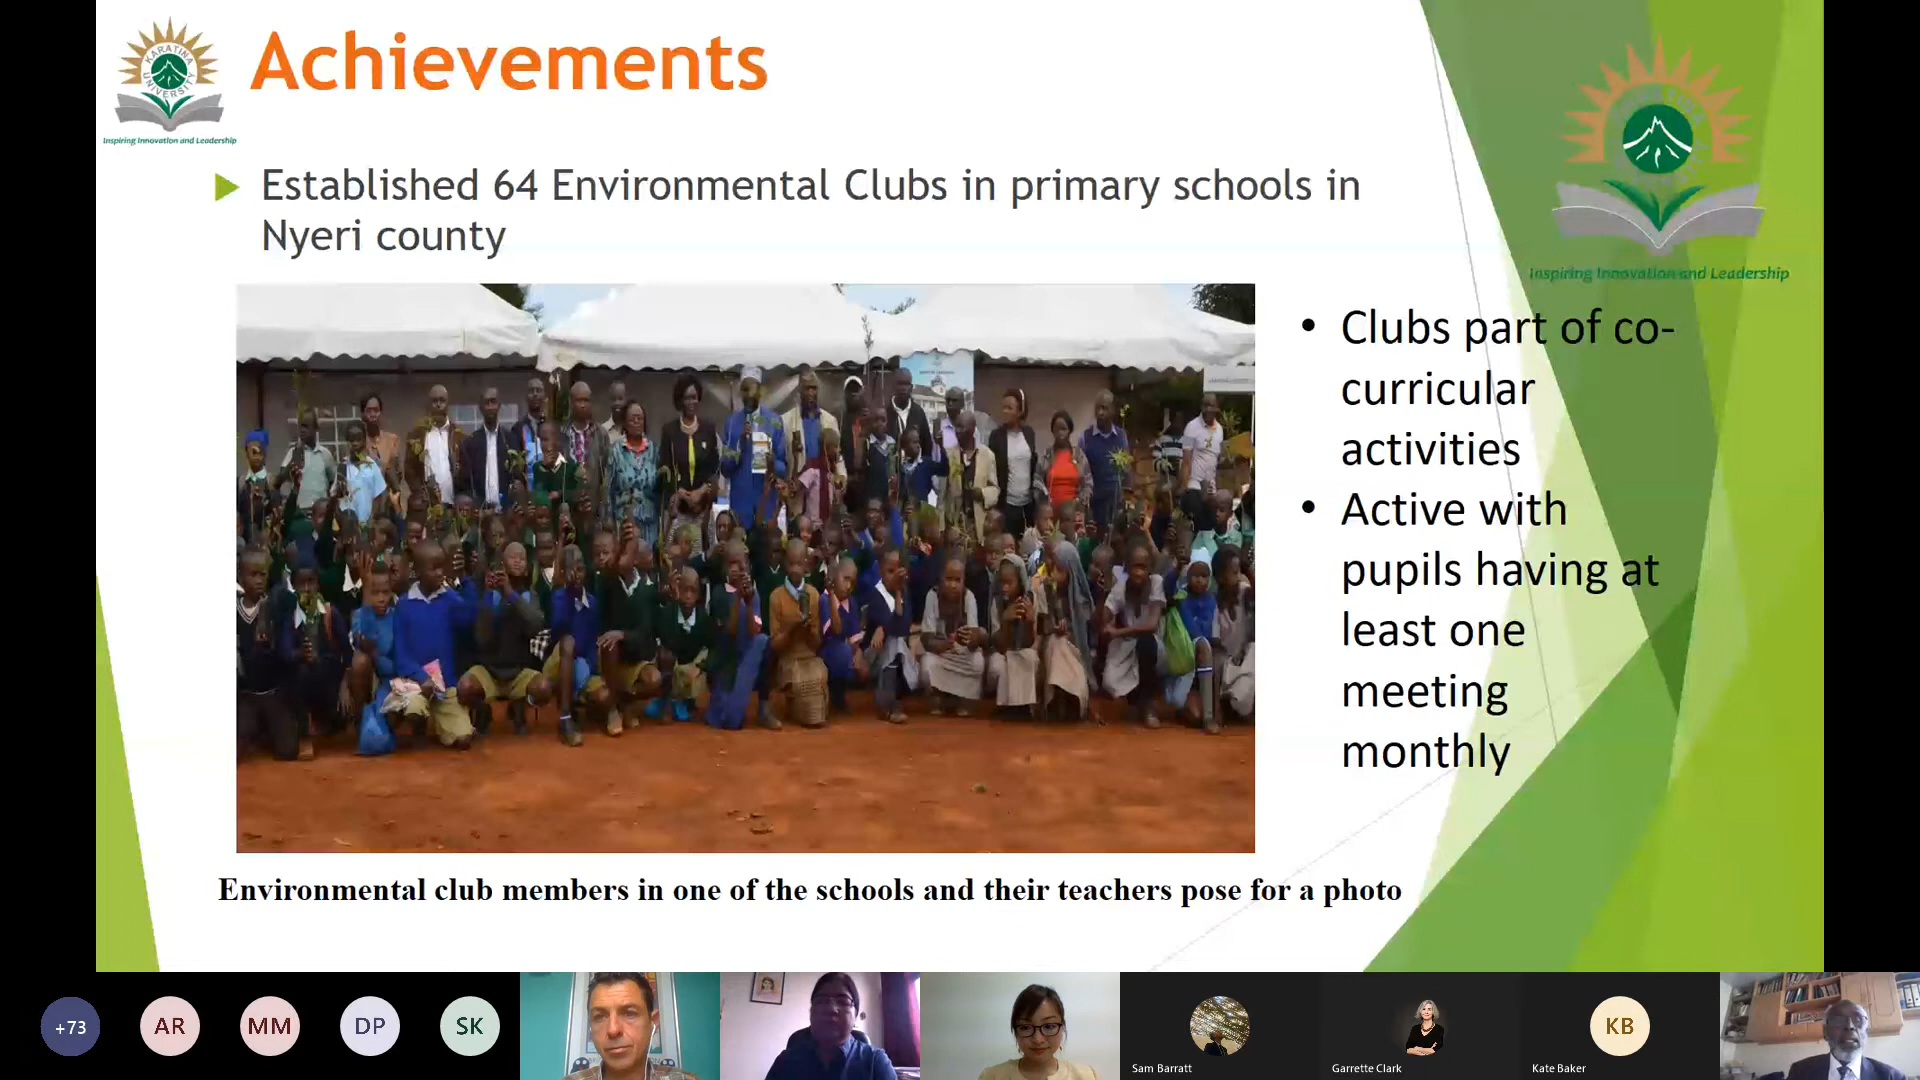 KARATINA
UNIVERSITY
Inspiring Innovation and Leadership
Achievements
Established 64 Environmental Clubs in primary schools in
Nyeri county
Inspiring Innovation and Leadership
• Clubs part of co-
curricular
activities
• Active with
pupils having at
least one
meeting
monthly
Environmental club members in one of the schools and their teachers pose for a photo
+73
AR
MM
DP
SK
Sam Barratt
Garrette Clark
KB
Kate Baker